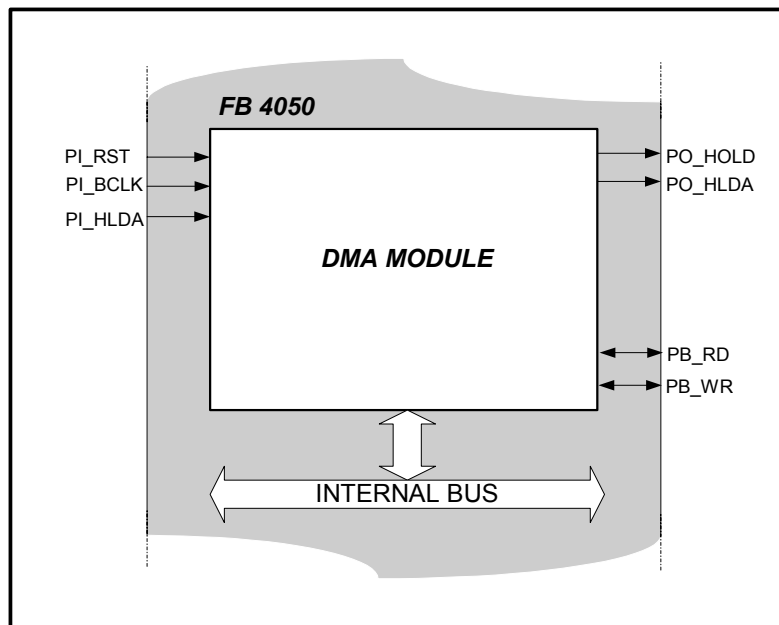 FB 4050
PI_RST
PI_BCLK
PI_HLDA
DMA MODULE
PO_HOLD
PO_HLDA
PB_RD
PB_WR
INTERNAL BUS